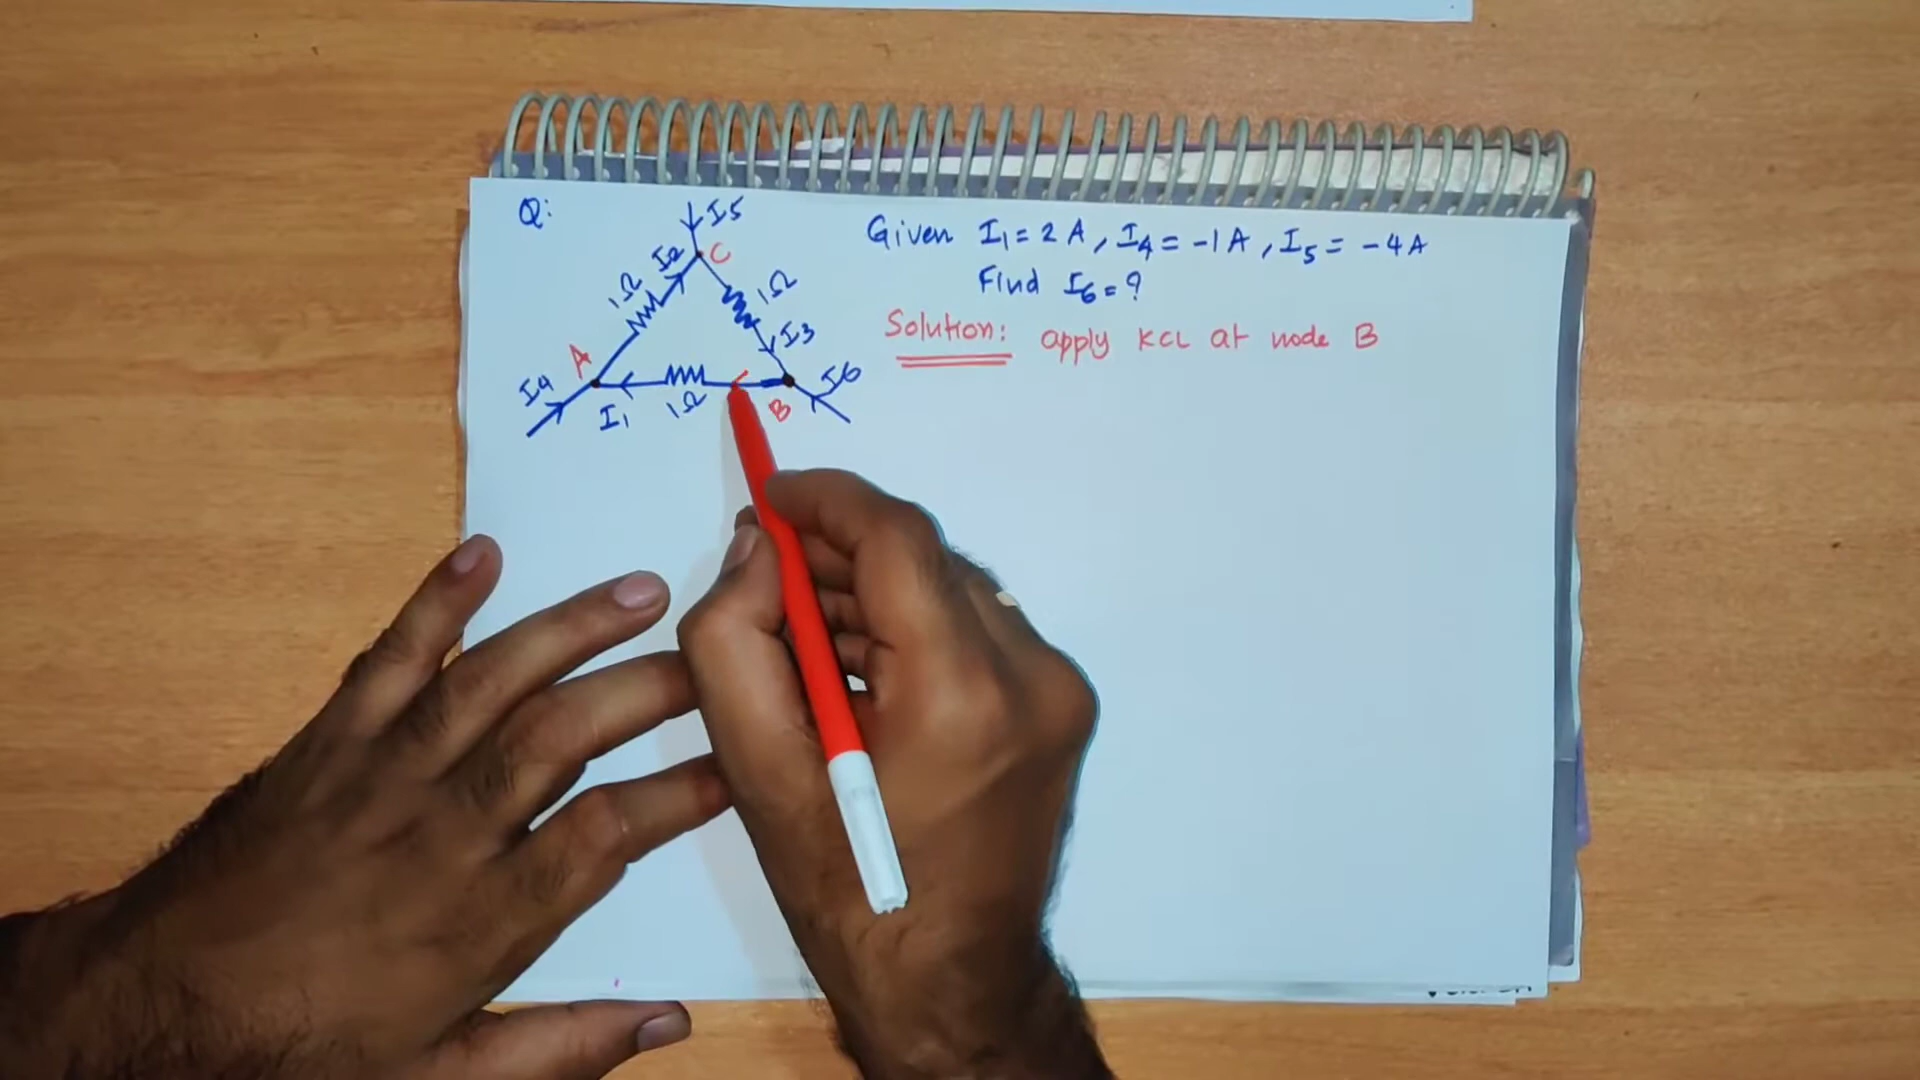 Q:
I5
C
I2
1Ω
1Ω
I3
A
I4
I1
1Ω
B
I6
Given I1 = 2 A, I4 = -1 A, I5 = -4 A
Find I6 = ?
Solution: apply KCL at node B